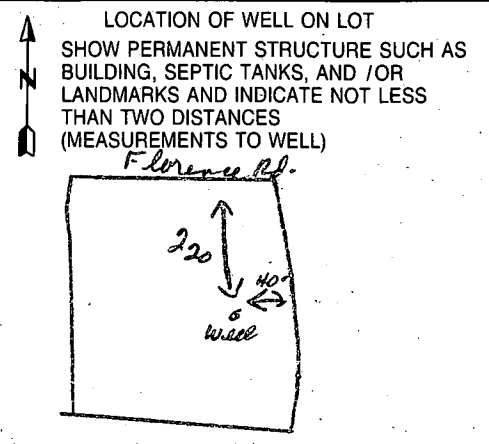 LOCATION OF WELL ON LOT
SHOW PERMANENT STRUCTURE SUCH AS
BUILDING, SEPTIC TANKS, AND /OR
LANDMARKS AND INDICATE NOT LESS
THAN TWO DISTANCES
(MEASUREMENTS TO WELL)
N
Florence Rd.
220
40'
Well